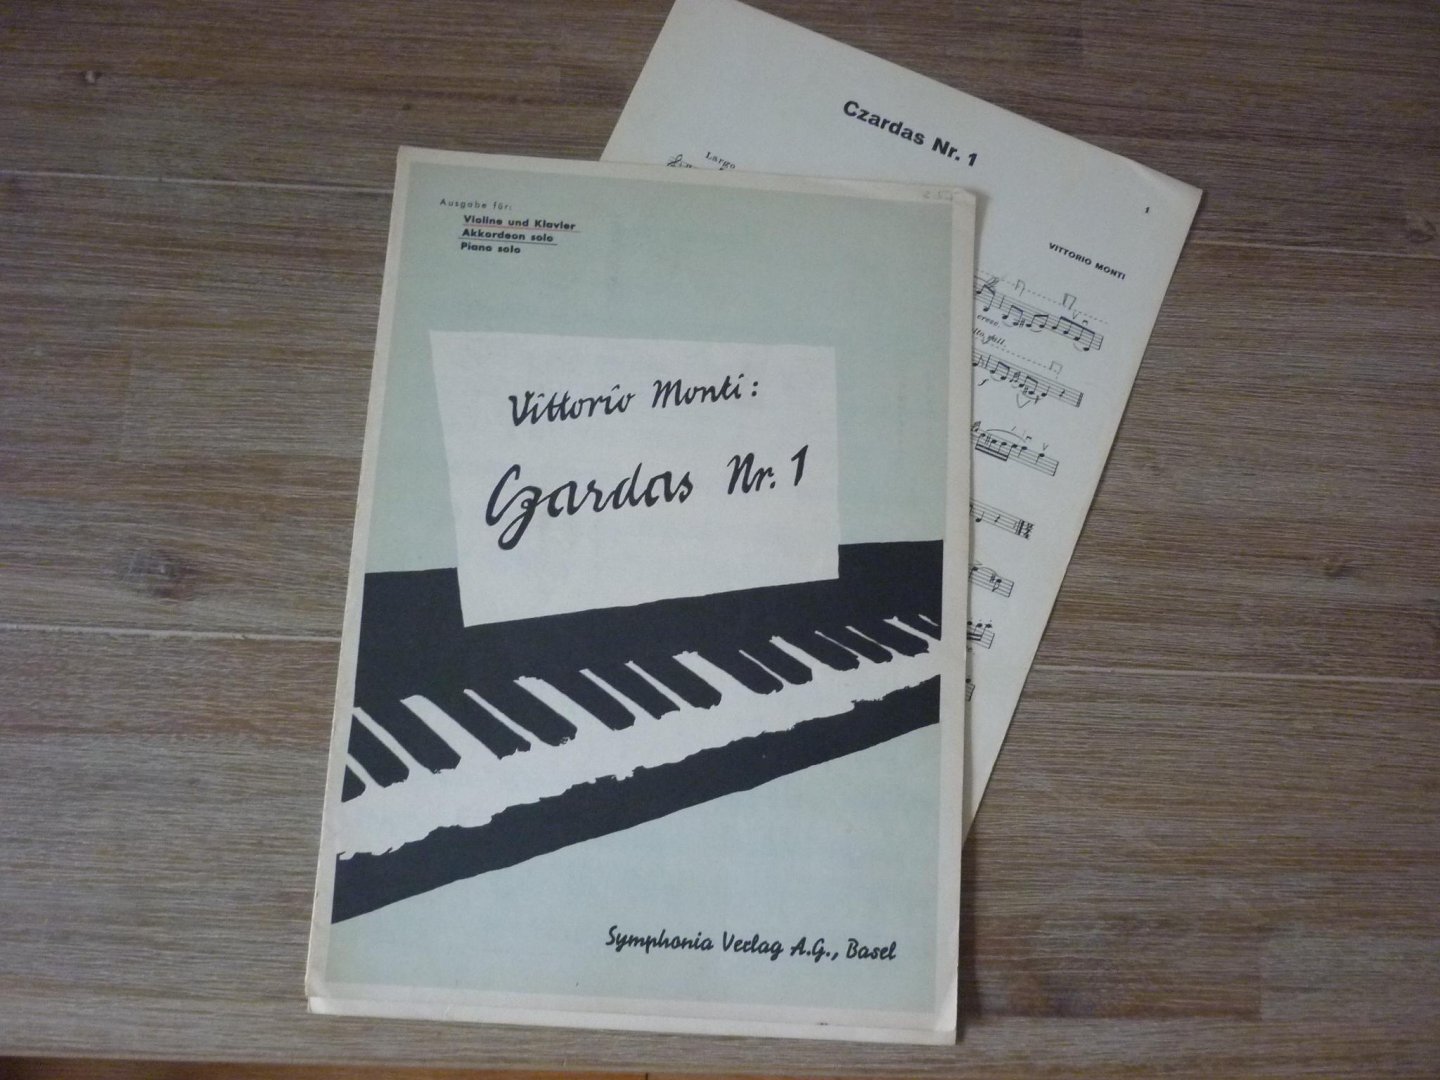 Ausgabe für:
Violine und Klavier
Akkordeon solo
Piano solo
Vittorio Monti:
Czardas Nr. 1
Symphonia Verlag A.G., Basel
Czardas Nr. 1
1
Largo
VITTORIO MONTI
cresc.
f